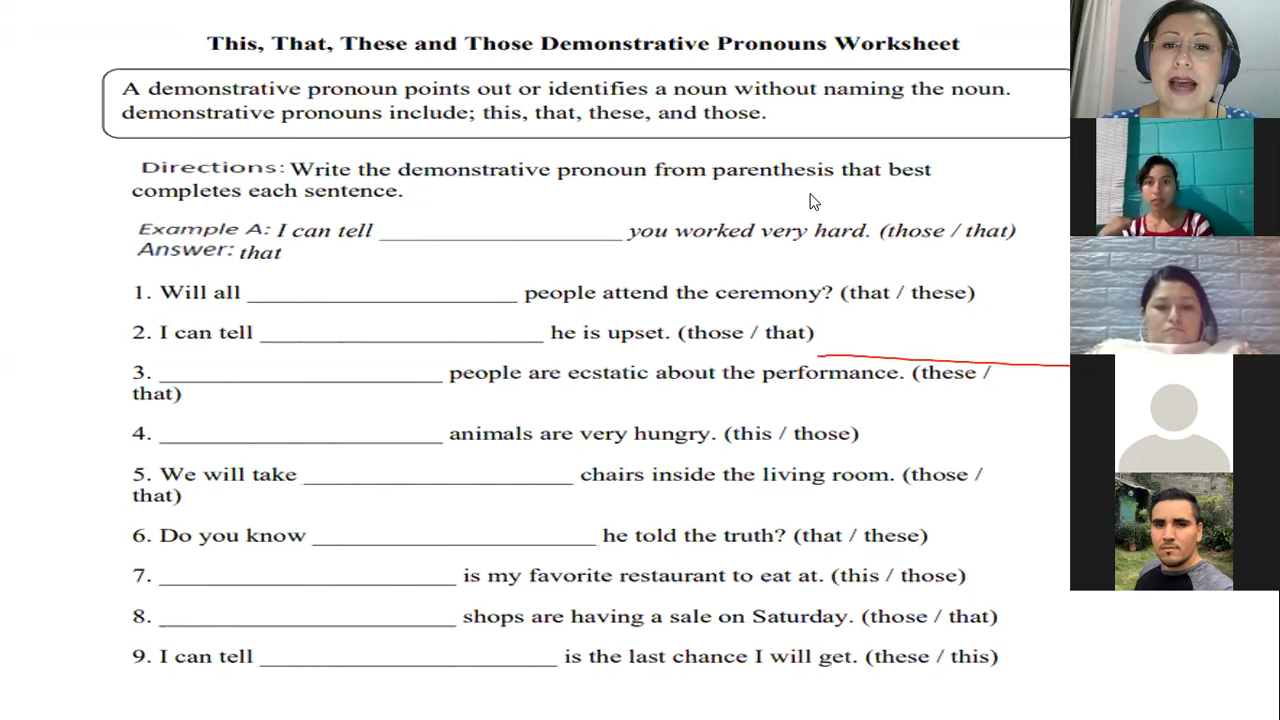 This, That, These and Those Demonstrative Pronouns Worksheet
A demonstrative pronoun points out or identifies a noun without naming the noun.
demonstrative pronouns include; this, that, these, and those.
Directions: Write the demonstrative pronoun from parenthesis that best
completes each sentence.
Example A: I can tell ______________________ you worked very hard. (those / that)
Answer: that
1. Will all ________________________ people attend the ceremony? (that / these)
2. I can tell _________________________ he is upset. (those / that)
3. _________________________ people are ecstatic about the performance. (these /
that)
4. _________________________ animals are very hungry. (this / those)
5. We will take ________________________ chairs inside the living room. (those /
that)
6. Do you know _________________________ he told the truth? (that / these)
7. __________________________ is my favorite restaurant to eat at. (this / those)
8. __________________________ shops are having a sale on Saturday. (those / that)
9. I can tell __________________________ is the last chance I will get. (these / this)